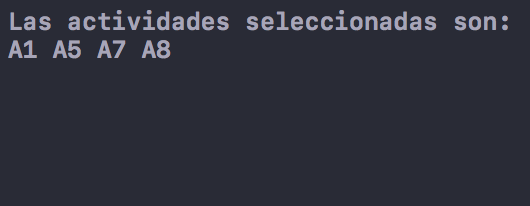 Las actividades seleccionadas son:
A1 A5 A7 A8